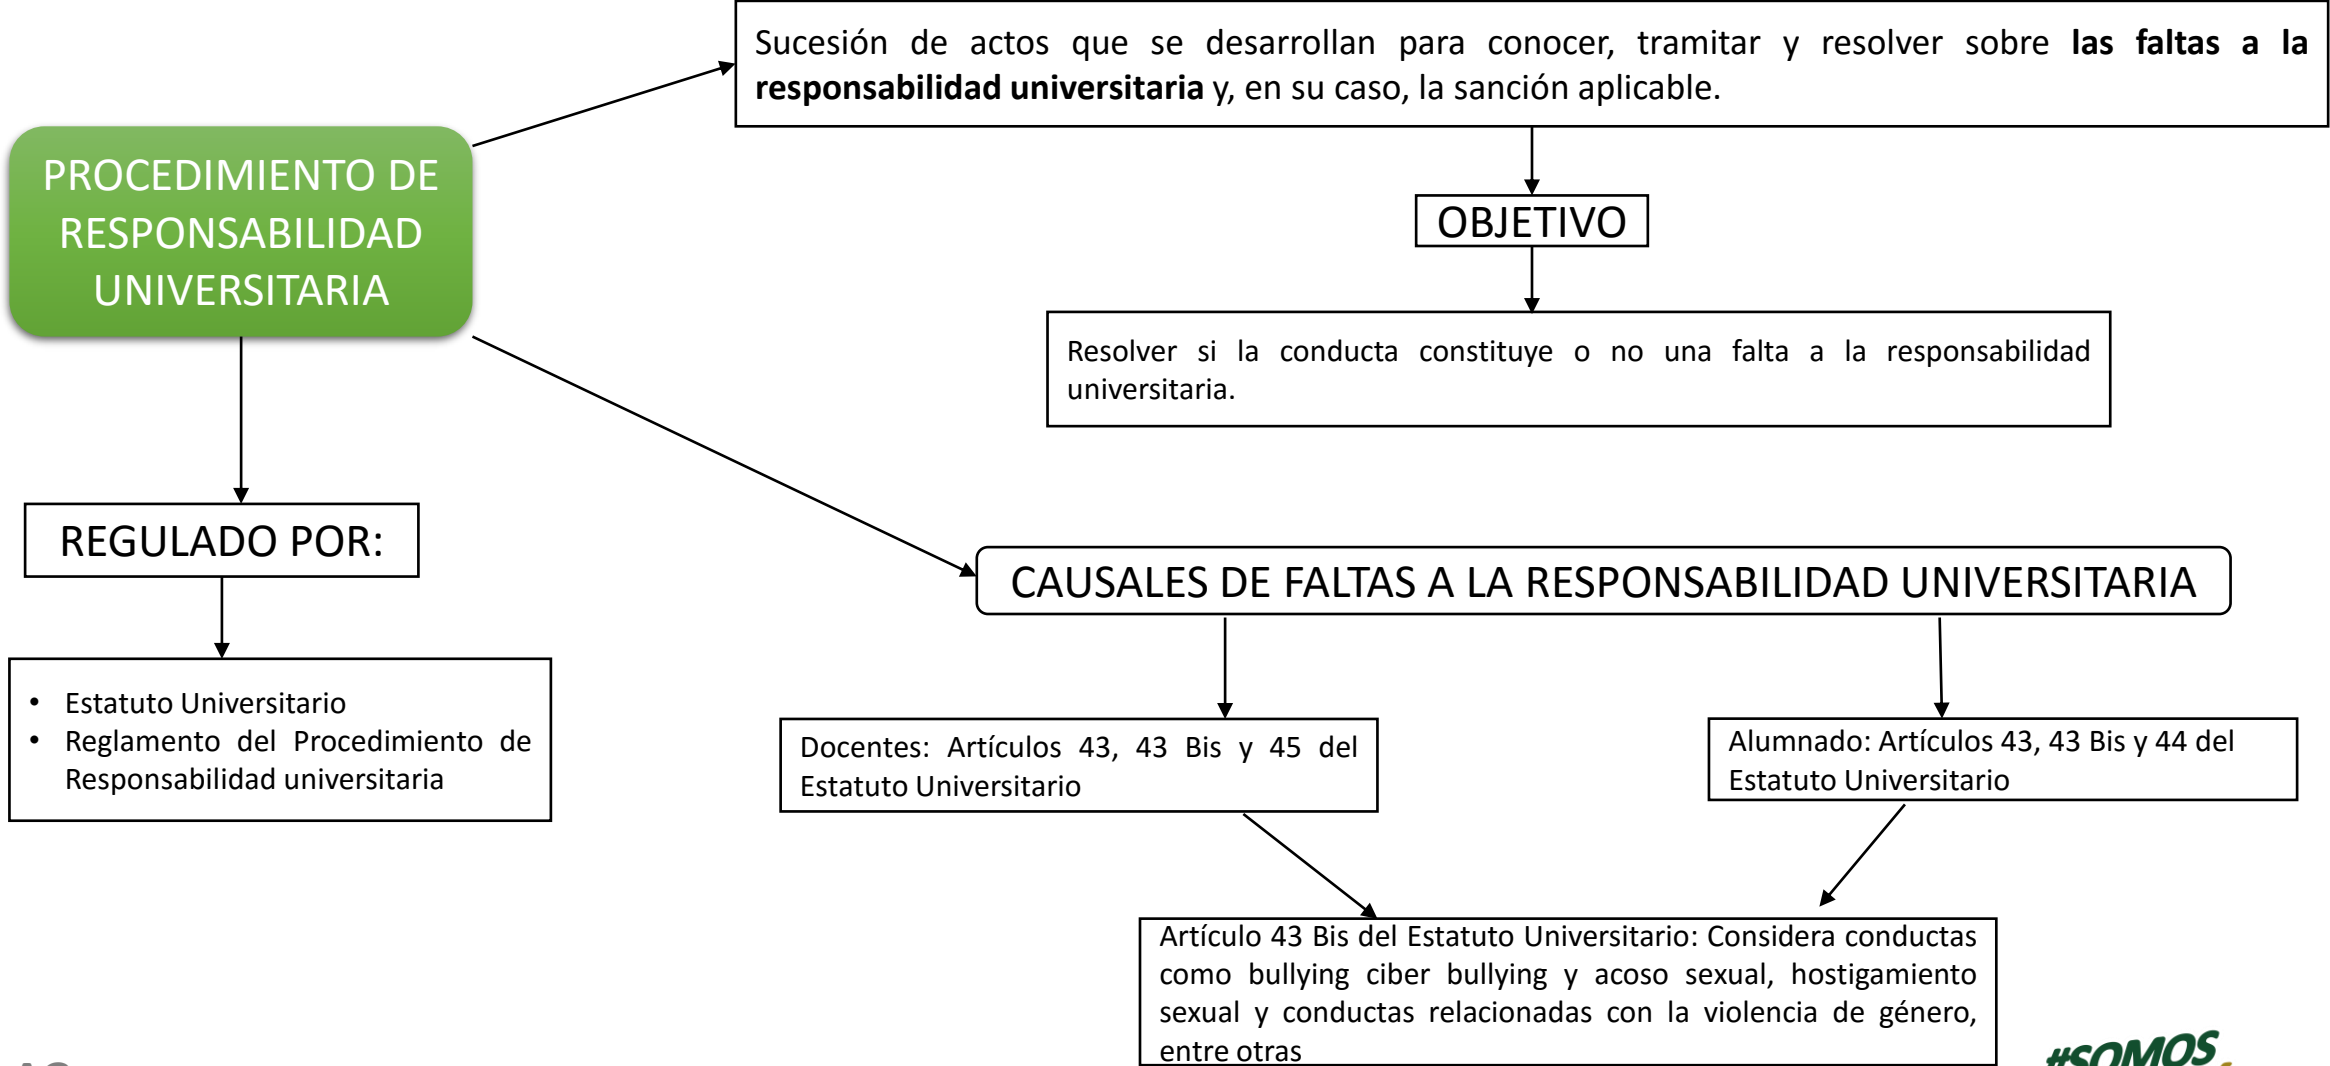 Sucesión de actos que se desarrollan para conocer, tramitar y resolver sobre las faltas a la
responsabilidad universitaria y, en su caso, la sanción aplicable.
PROCEDIMIENTO DE
RESPONSABILIDAD
UNIVERSITARIA
OBJETIVO
Resolver si la conducta constituye o no una falta a la responsabilidad
universitaria.
REGULADO POR:
• Estatuto Universitario
• Reglamento del Procedimiento de
Responsabilidad universitaria
CAUSALES DE FALTAS A LA RESPONSABILIDAD UNIVERSITARIA
Docentes: Artículos 43, 43 Bis y 45 del
Estatuto Universitario
Alumnado: Artículos 43, 43 Bis y 44 del
Estatuto Universitario
Artículo 43 Bis del Estatuto Universitario: Considera conductas
como bullying ciber bullying y acoso sexual, hostigamiento
sexual y conductas relacionadas con la violencia de género,
entre otras
#SOMOS